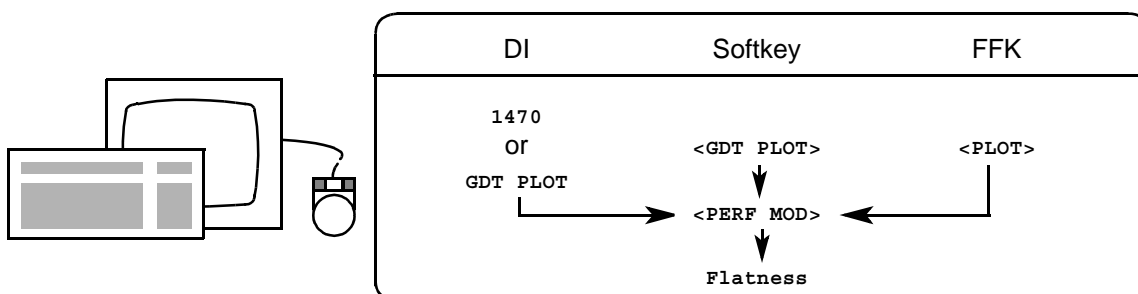 DI Softkey FFK
1470
or
GDT PLOT
<GDT PLOT>
<PLOT>
<PERF MOD>
Flatness